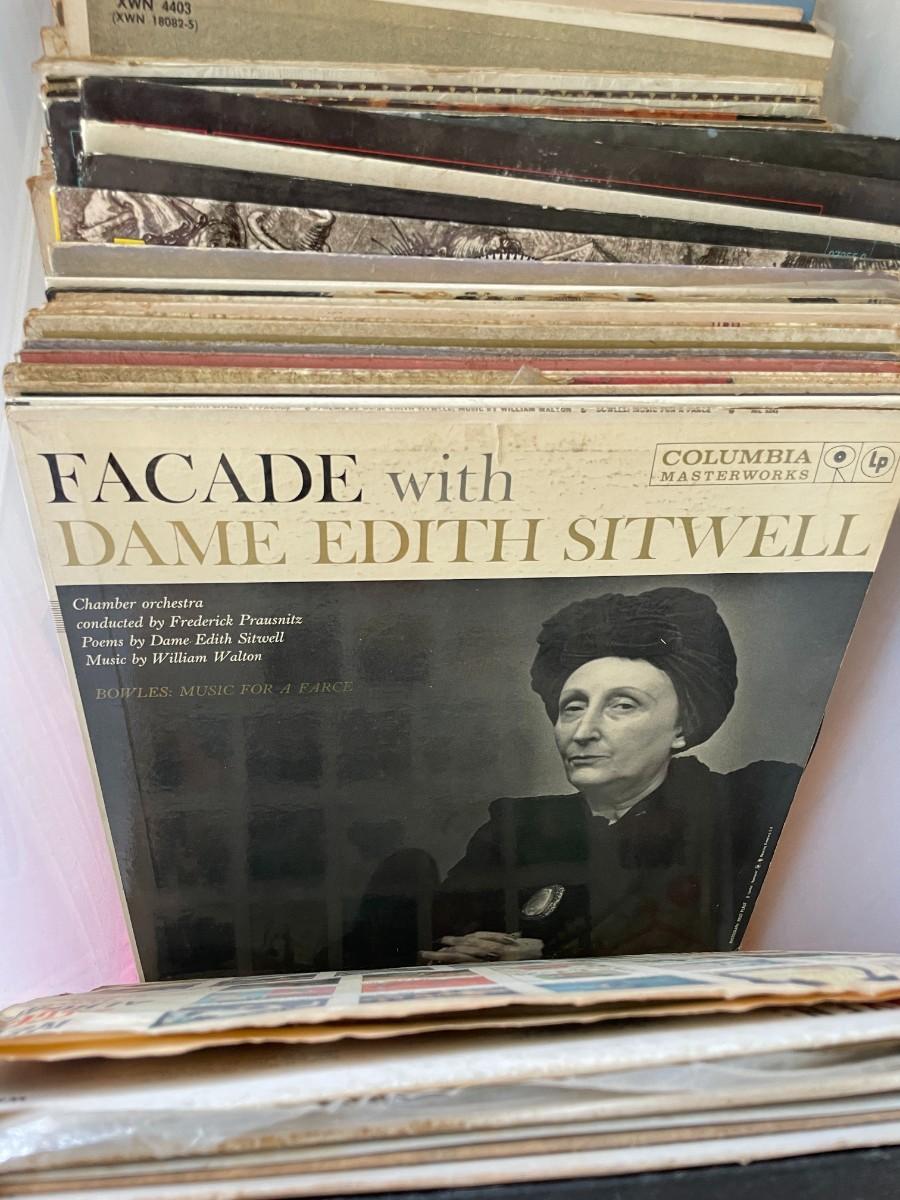 XWN 4403
(XWN 18082-5)
FACADE with
DAME EDITH SITWELL
COLUMBIA
MASTERWORKS
Lp
Chamber orchestra
conducted by Frederick Prausnitz
Poems by Dame Edith Sitwell
Music by William Walton
BOWLES: MUSIC FOR A FARCE